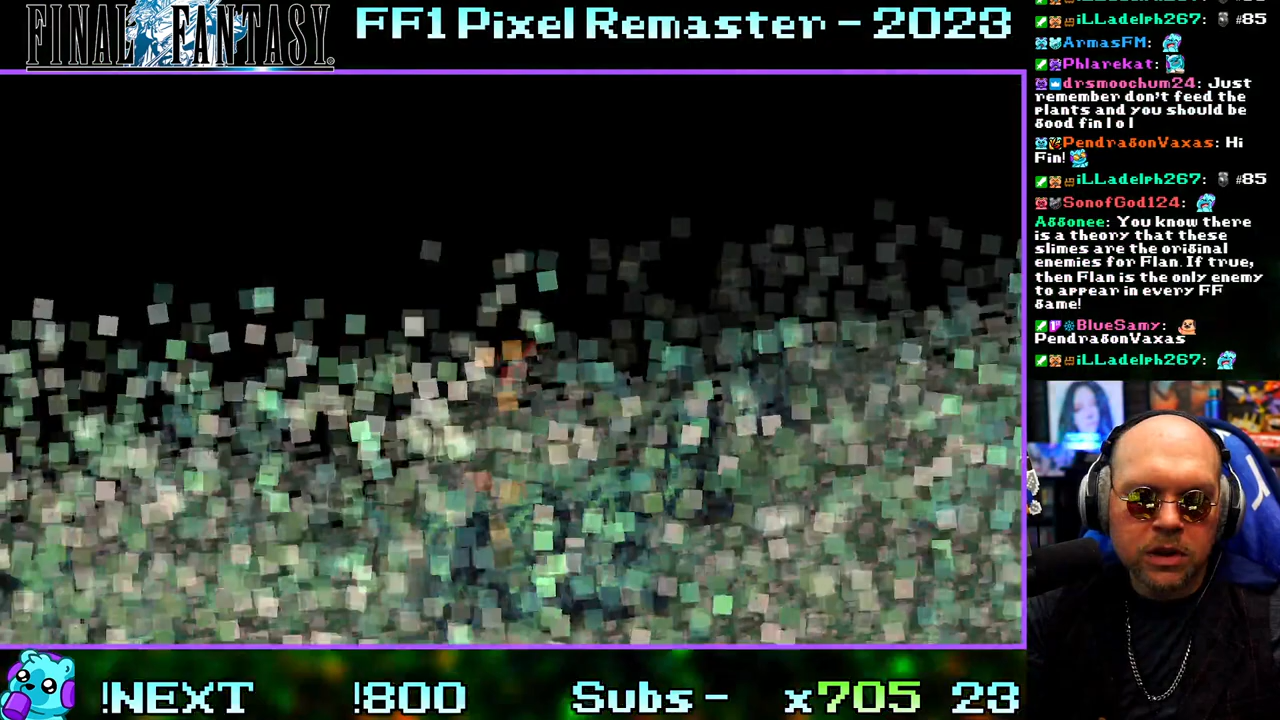 FINAL FANTASY.
FF1 Pixel Remaster - 2023
iLLadelph267: #85
ArmasFM:
Phlarekat:
drsmoochum24: Just
remember don't feed the
plants and you should be
good fin lol
PendragonVaxas: Hi
Fin!
iLLadelph267: #85
SonofGod124:
Aggonee: You know there
is a theory that these
slimes are the original
enemies for Flan. If true,
then Flan is the only enemy
to appear in every FF
game!
BlueSamy:
PendragonVaxas
iLLadelph267:
!NEXT !800 Subs - x705 23